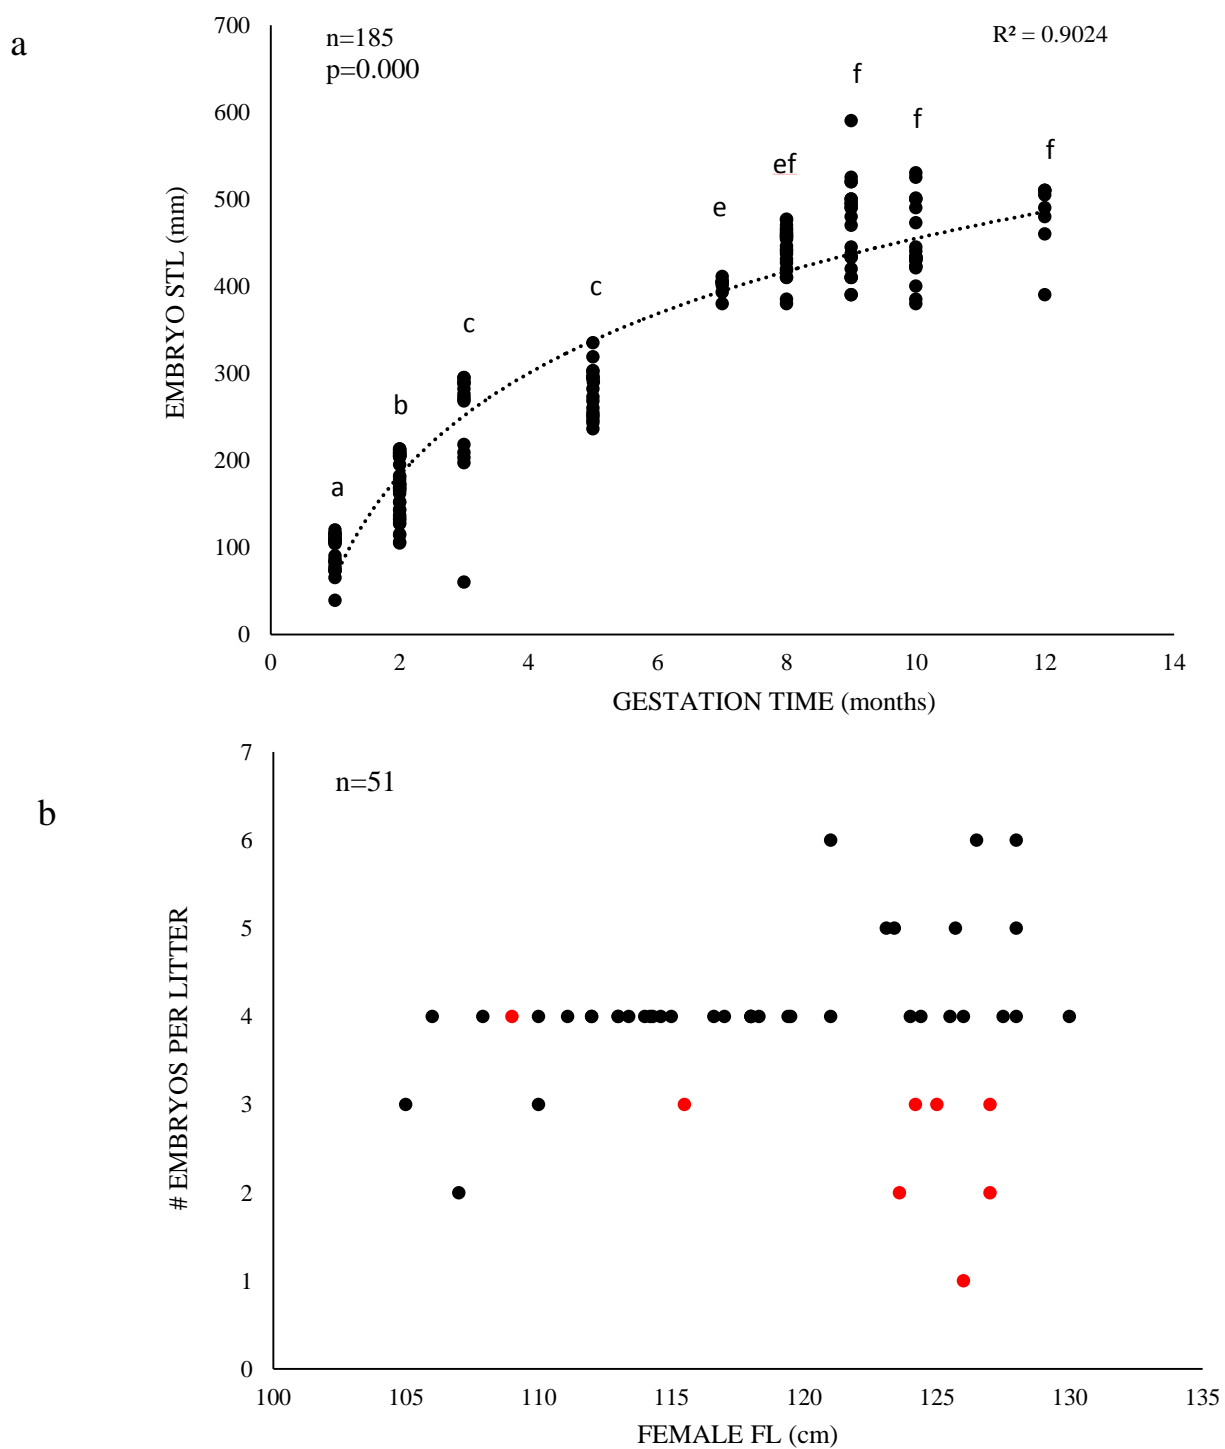 a
n=185
p=0.000
R² = 0.9024
700
600
500
400
300
200
100
0
EMBRYO STL (mm)
a
b
c
c
e
ef
f
f
f
0 2 4 6 8 10 12 14
GESTATION TIME (months)
b
n=51
7
6
5
4
3
2
1
0
# EMBRYOS PER LITTER
100 105 110 115 120 125 130 135
FEMALE FL (cm)